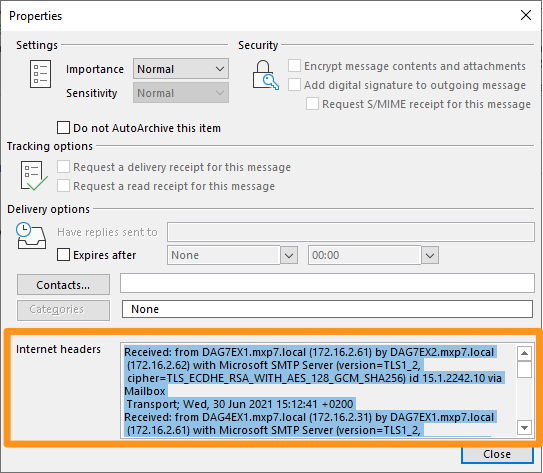 Properties
Settings
Security
Importance
Normal
Sensitivity
Normal
Encrypt message contents and attachments
Add digital signature to outgoing message
Request S/MIME receipt for this message
Do not AutoArchive this item
Tracking options
Request a delivery receipt for this message
Request a read receipt for this message
Delivery options
Have replies sent to
Expires after
None
00:00
Contacts...
Categories
None
Internet headers
Received: from DAG7EX1.mxp7.local (172.16.2.61) by DAG7EX2.mxp7.local
(172.16.2.62) with Microsoft SMTP Server (version=TLS1_2,
cipher=TLS_ECDHE_RSA_WITH_AES_128_GCM_SHA256) id 15.1.2242.10 via
Mailbox
Transport; Wed, 30 Jun 2021 15:12:41 +0200
Received: from DAG4EX1.mxp7.local (172.16.2.31) by DAG7EX1.mxp7.local
(172.16.2.61) with Microsoft SMTP Server (version=TLS1_2,
Close